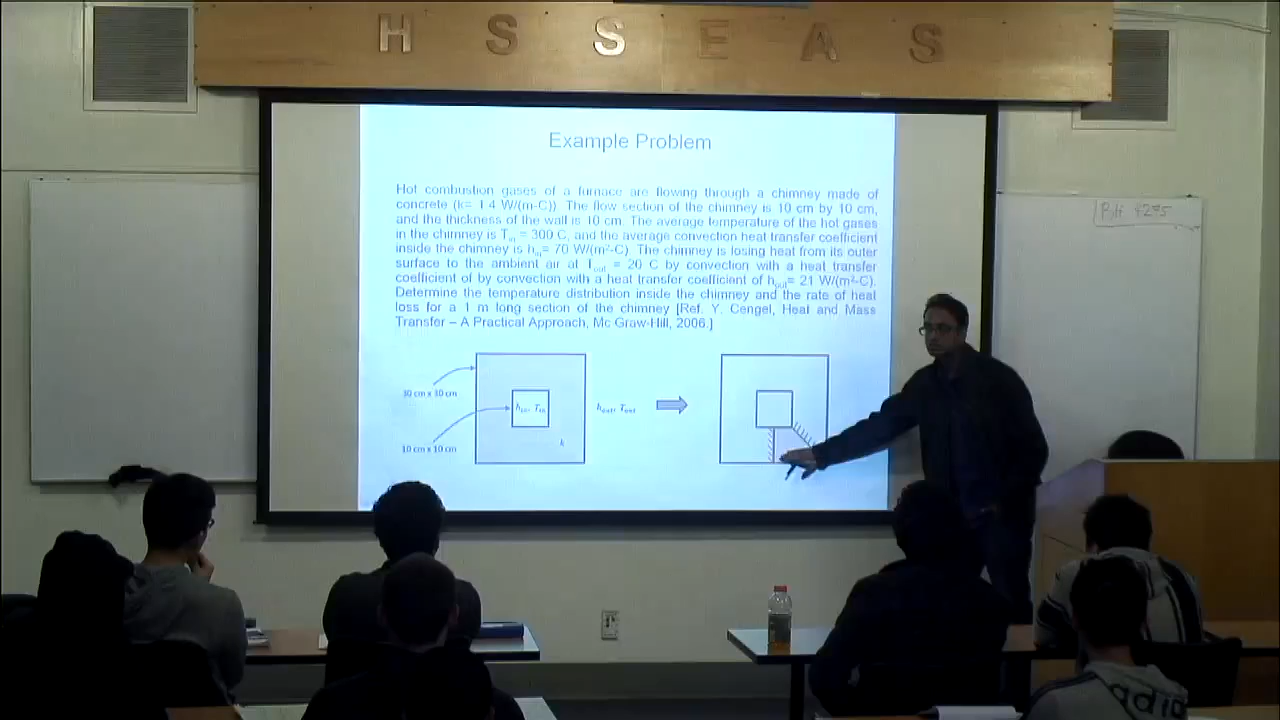 H S S E A S
Example Problem
Hot combustion gases of a furnace are flowing through a chimney made of
concrete (k= 1.4 W/(m-C)). The flow section of the chimney is 10 cm by 10 cm,
and the thickness of the wall is 10 cm. The average temperature of the hot gases
in the chimney is Tin = 300 C, and the average convection heat transfer coefficient
inside the chimney is hin= 70 W/(m²-C). The chimney is losing heat from its outer
surface to the ambient air at Tout = 20 C by convection with a heat transfer
coefficient of by convection with a heat transfer coefficient of hout= 21 W/(m²-C).
Determine the temperature distribution inside the chimney and the rate of heat
loss for a 1 m long section of the chimney [Ref. Y. Cengel, Heat and Mass
Transfer – A Practical Approach, Mc Graw-Hill, 2006.]
30 cm x 30 cm
hin, Tin
hout, Tout
k
10 cm x 10 cm
adid